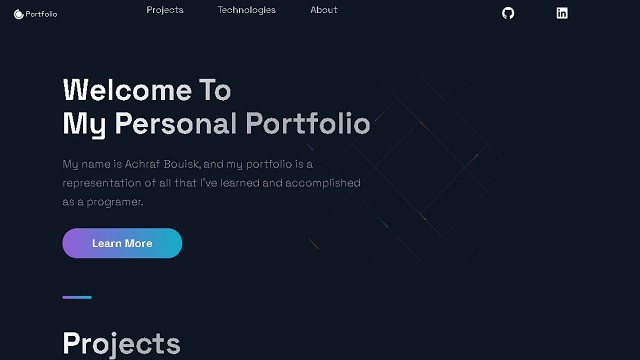 Portfolio
Projects
Technologies
About
Welcome To
My Personal Portfolio
My name is Achraf Bouisk, and my portfolio is a
representation of all that I've learned and accomplished
as a programer.
Learn More
Projects